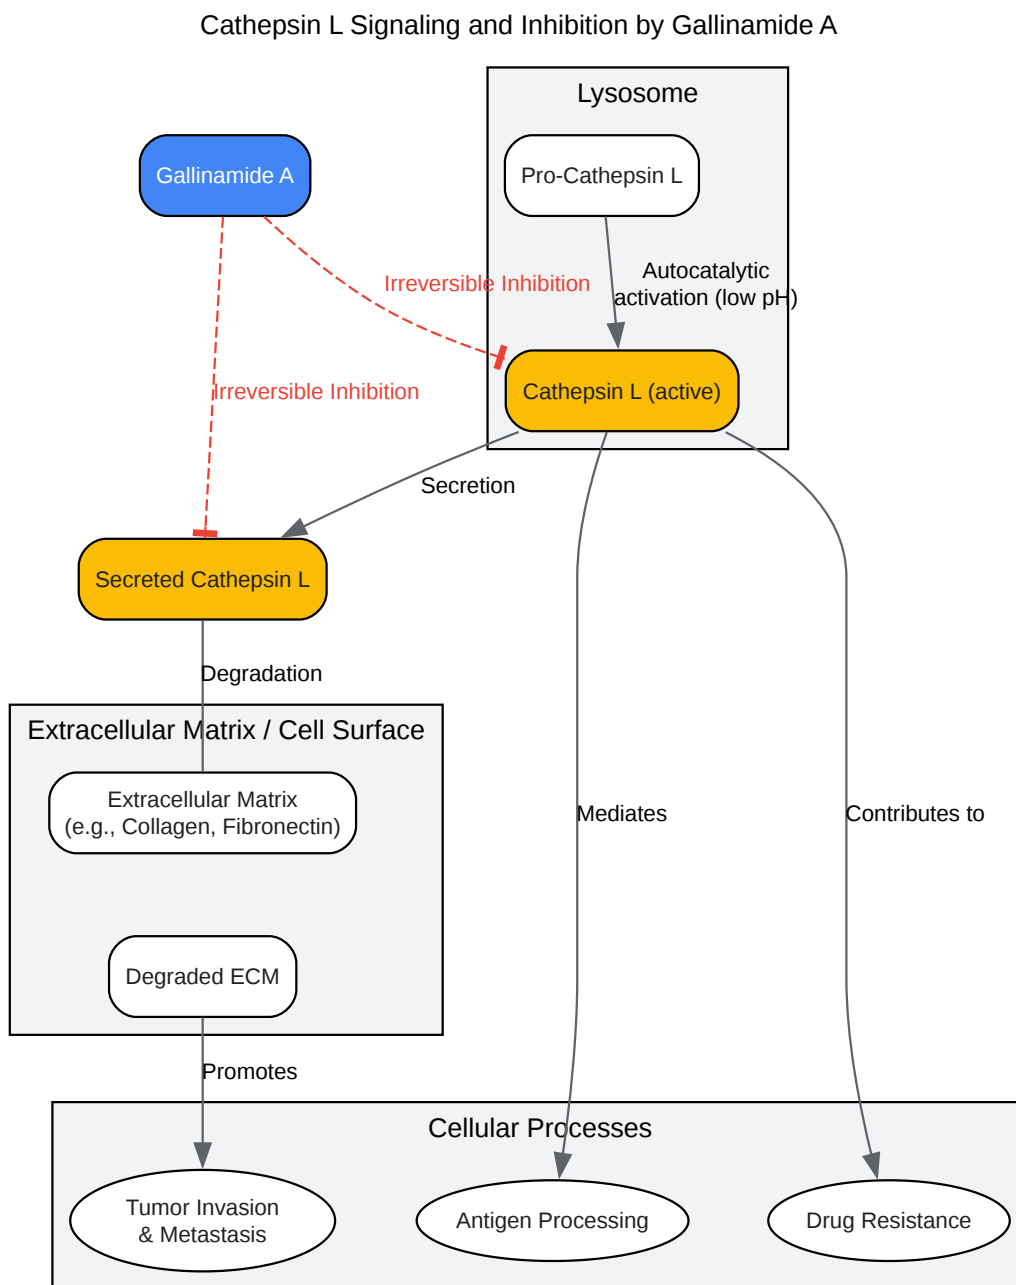 Cathepsin L Signaling and Inhibition by Gallinamide A
Lysosome
Gallinamide A
Pro-Cathepsin L
Autocatalytic
activation (low pH)
Irreversible Inhibition
Irreversible Inhibition
Cathepsin L (active)
Secretion
Secreted Cathepsin L
Degradation
Extracellular Matrix / Cell Surface
Extracellular Matrix
(e.g., Collagen, Fibronectin)
Mediates
Contributes to
Degraded ECM
Promotes
Cellular Processes
Tumor Invasion
& Metastasis
Antigen Processing
Drug Resistance